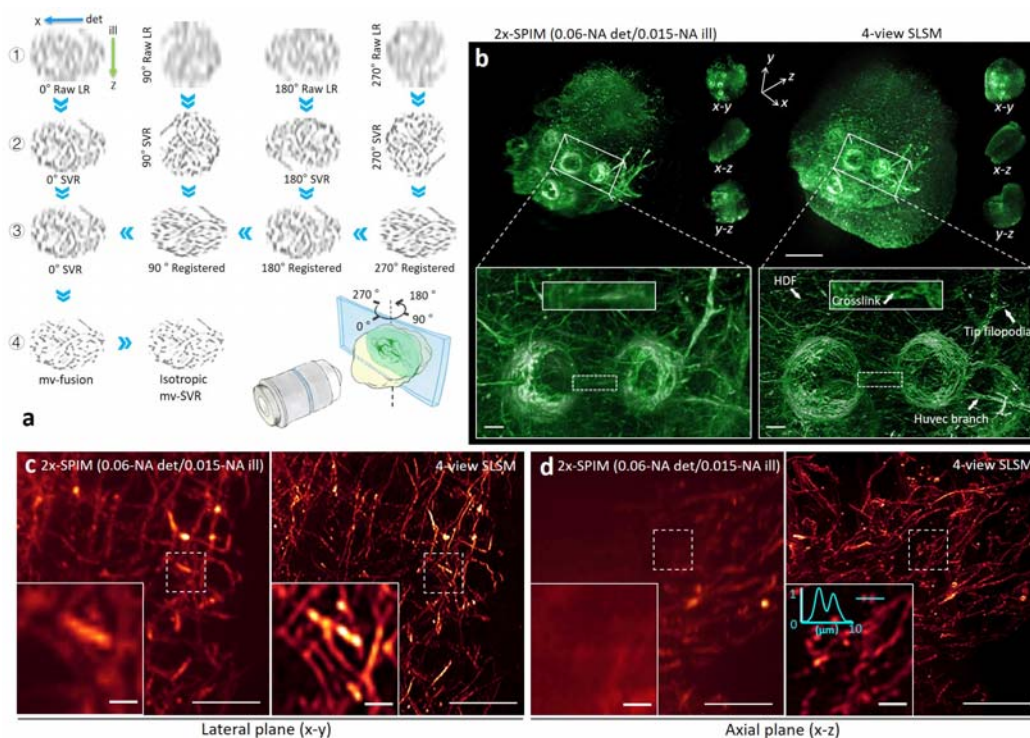 x
det
ill
z
①
0° Raw LR
90° Raw LR
180° Raw LR
270° Raw LR
②
0° SVR
90° SVR
180° SVR
270° SVR
③
0° SVR
90° Registered
180° Registered
270° Registered
④
mv-fusion
Isotropic
mv-SVR
270°
180°
0°
90°
a
2x-SPIM (0.06-NA det/0.015-NA ill)
4-view SLSM
b
y
z
x
x-y
x-z
y-z
x-y
x-z
y-z
HDF
Crosslink
Tip filopodia
Huvec branch
c 2x-SPIM (0.06-NA det/0.015-NA ill)
4-view SLSM
d 2x-SPIM (0.06-NA det/0.015-NA ill)
4-view SLSM
1
0
(μm)
10
Lateral plane (x-y)
Axial plane (x-z)